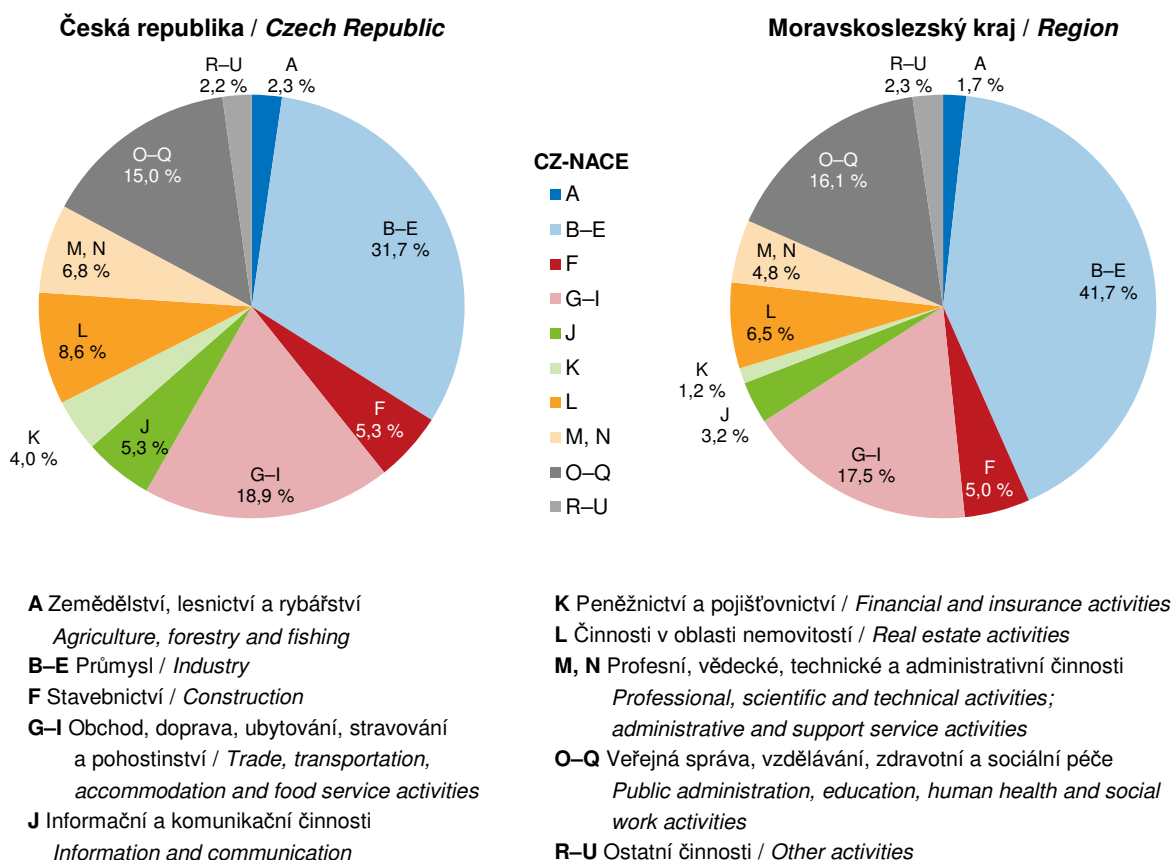 Česká republika / Czech Republic
R–U
2,2 %
A
2,3 %
B–E
31,7 %
F
5,3 %
G–I
18,9 %
J
5,3 %
K
4,0 %
L
8,6 %
M, N
6,8 %
O–Q
15,0 %
CZ-NACE
A
B–E
F
G–I
J
K
L
M, N
O–Q
R–U
Moravskoslezský kraj / Region
R–U
2,3 %
A
1,7 %
B–E
41,7 %
F
5,0 %
G–I
17,5 %
J
3,2 %
K
1,2 %
L
6,5 %
M, N
4,8 %
O–Q
16,1 %
A Zemědělství, lesnictví a rybářství
Agriculture, forestry and fishing
B–E Průmysl / Industry
F Stavebnictví / Construction
G–I Obchod, doprava, ubytování, stravování
a pohostinství / Trade, transportation,
accommodation and food service activities
J Informační a komunikační činnosti
Information and communication
K Peněžnictví a pojišťovnictví / Financial and insurance activities
L Činnosti v oblasti nemovitostí / Real estate activities
M, N Profesní, vědecké, technické a administrativní činnosti
Professional, scientific and technical activities;
administrative and support service activities
O–Q Veřejná správa, vzdělávání, zdravotní a sociální péče
Public administration, education, human health and social
work activities
R–U Ostatní činnosti / Other activities